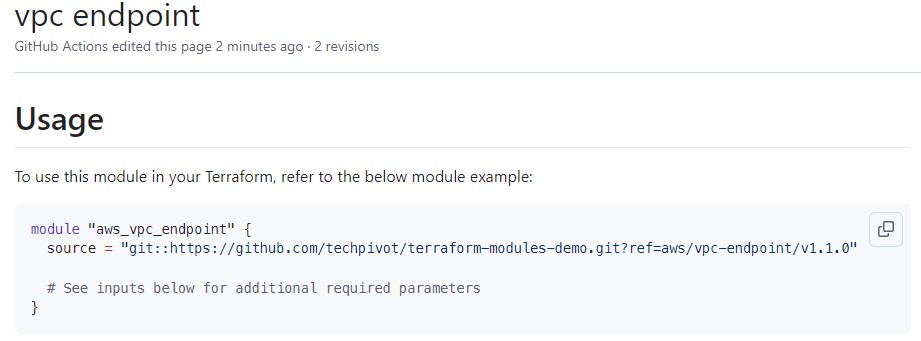 vpc endpoint
GitHub Actions edited this page 2 minutes ago · 2 revisions
Usage
To use this module in your Terraform, refer to the below module example:
module "aws_vpc_endpoint" {
  source = "git::https://github.com/techpivot/terraform-modules-demo.git?ref=aws/vpc-endpoint/v1.1.0"
  # See inputs below for additional required parameters
}